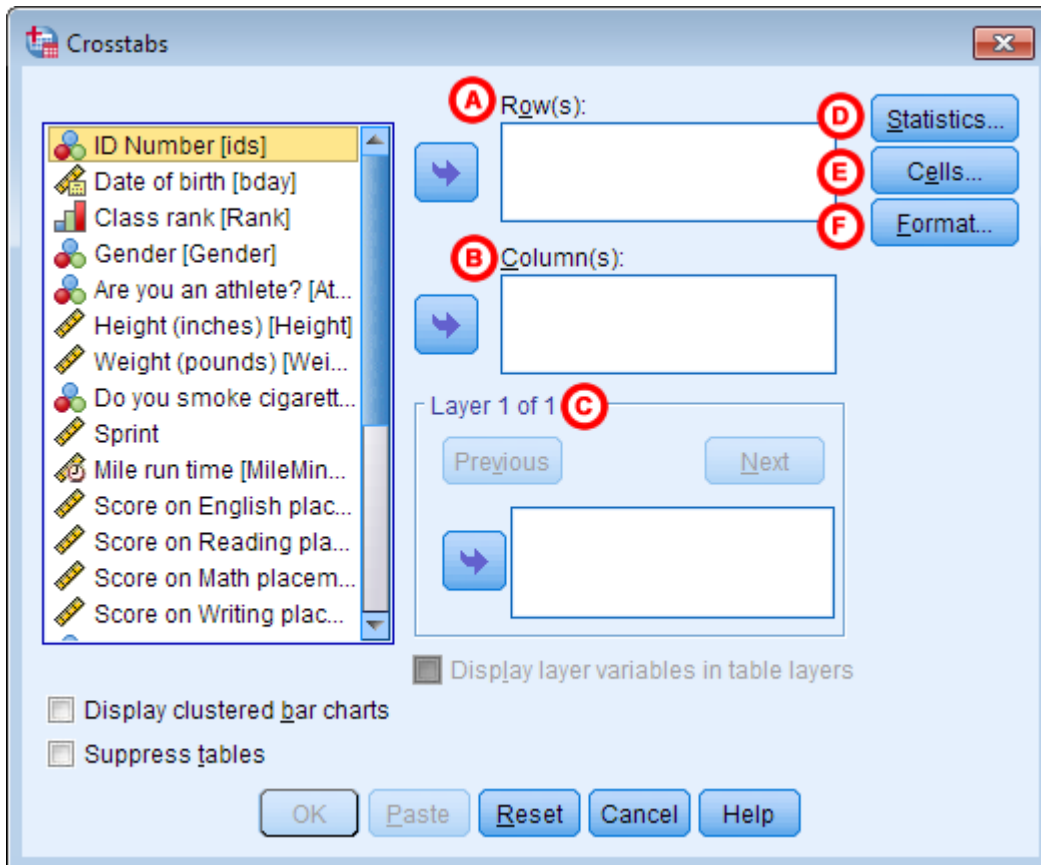 Crosstabs
ID Number [ids]
Date of birth [bday]
Class rank [Rank]
Gender [Gender]
Are you an athlete? [At...
Height (inches) [Height]
Weight (pounds) [Wei...
Do you smoke cigarett...
Sprint
Mile run time [MileMin...
Score on English plac...
Score on Reading pla...
Score on Math placem...
Score on Writing plac...
A Row(s):
B Column(s):
Layer 1 of 1 C
Previous Next
Display layer variables in table layers
D Statistics...
E Cells...
F Format...
Display clustered bar charts
Suppress tables
OK Paste Reset Cancel Help